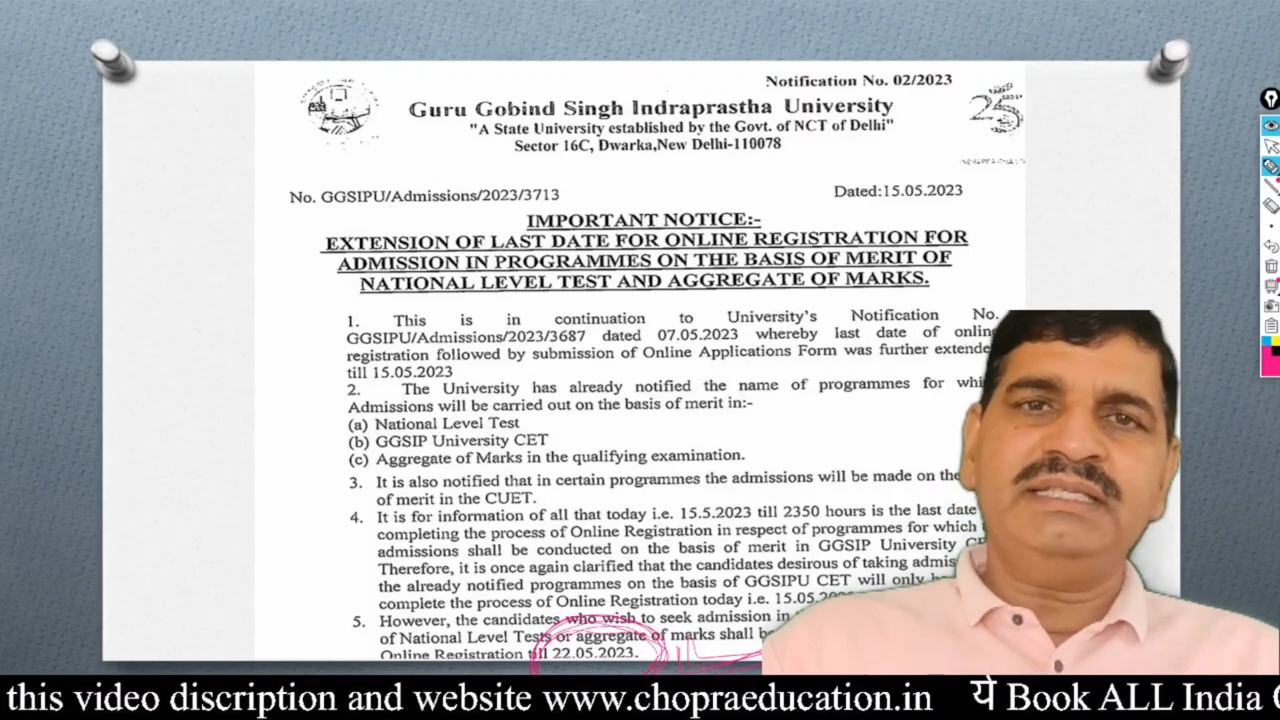 Notification No. 02/2023
Guru Gobind Singh Indraprastha University
"A State University established by the Govt. of NCT of Delhi"
Sector 16C, Dwarka,New Delhi-110078
25
No. GGSIPU/Admissions/2023/3713
Dated:15.05.2023
IMPORTANT NOTICE:-
EXTENSION OF LAST DATE FOR ONLINE REGISTRATION FOR
ADMISSION IN PROGRAMMES ON THE BASIS OF MERIT OF
NATIONAL LEVEL TEST AND AGGREGATE OF MARKS.
1. This is in continuation to University's Notification No.
GGSIPU/Admissions/2023/3687 dated 07.05.2023 whereby last date of online
registration followed by submission of Online Applications Form was further extende
till 15.05.2023
2. The University has already notified the name of programmes for whi
Admissions will be carried out on the basis of merit in:-
(a) National Level Test
(b) GGSIP University CET
(c) Aggregate of Marks in the qualifying examination.
3. It is also notified that in certain programmes the admissions will be made on the
of merit in the CUET.
4. It is for information of all that today i.e. 15.5.2023 till 2350 hours is the last date
completing the process of Online Registration in respect of programmes for which
admissions shall be conducted on the basis of merit in GGSIP University
Therefore, it is once again clarified that the candidates desirous of taking admis
the already notified programmes on the basis of GGSIPU CET will only
complete the process of Online Registration today i.e. 15.05.
5. However, the candidates who wish to seek admission in
of National Level Tests or aggregate of marks shall
Online Registration till 22.05.2023.
this video discription and website www.chopraeducation.in ये Book ALL India